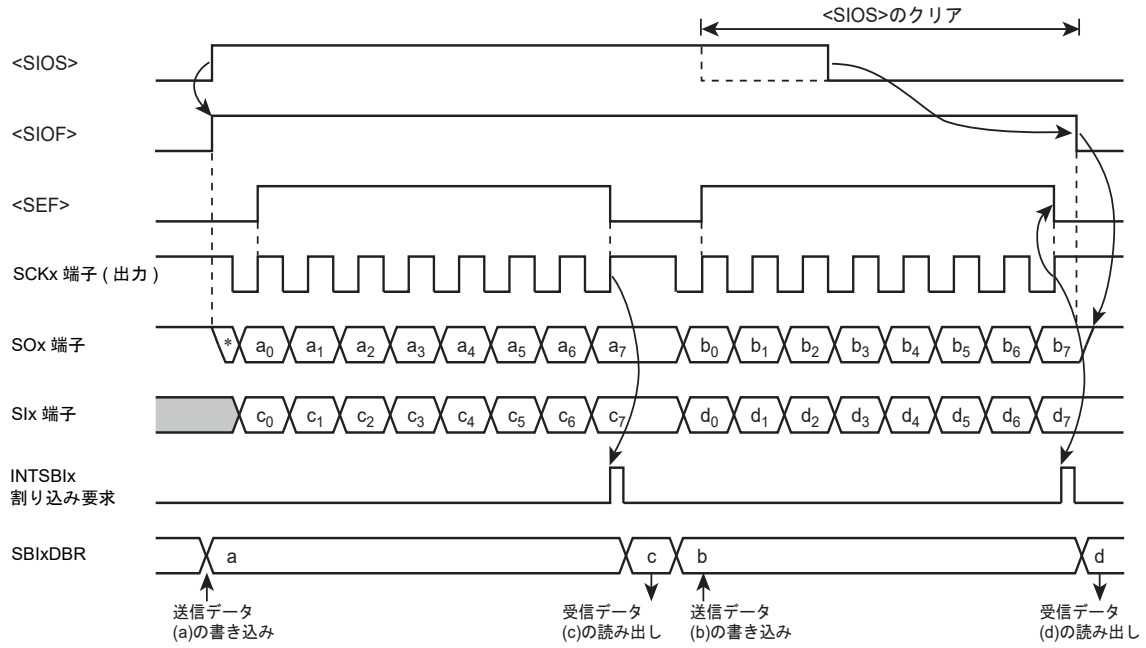 <SIOS>のクリア
<SIOS>
<SIOF>
<SEF>
SCKx 端子 ( 出力 )
SOx 端子
* a0 a1 a2 a3 a4 a5 a6 a7 b0 b1 b2 b3 b4 b5 b6 b7
SIx 端子
c0 c1 c2 c3 c4 c5 c6 c7 d0 d1 d2 d3 d4 d5 d6 d7
INTSBIx
割り込み要求
SBIxDBR
a c b d
送信データ
(a)の書き込み
受信データ
(c)の読み出し
送信データ
(b)の書き込み
受信データ
(d)の読み出し